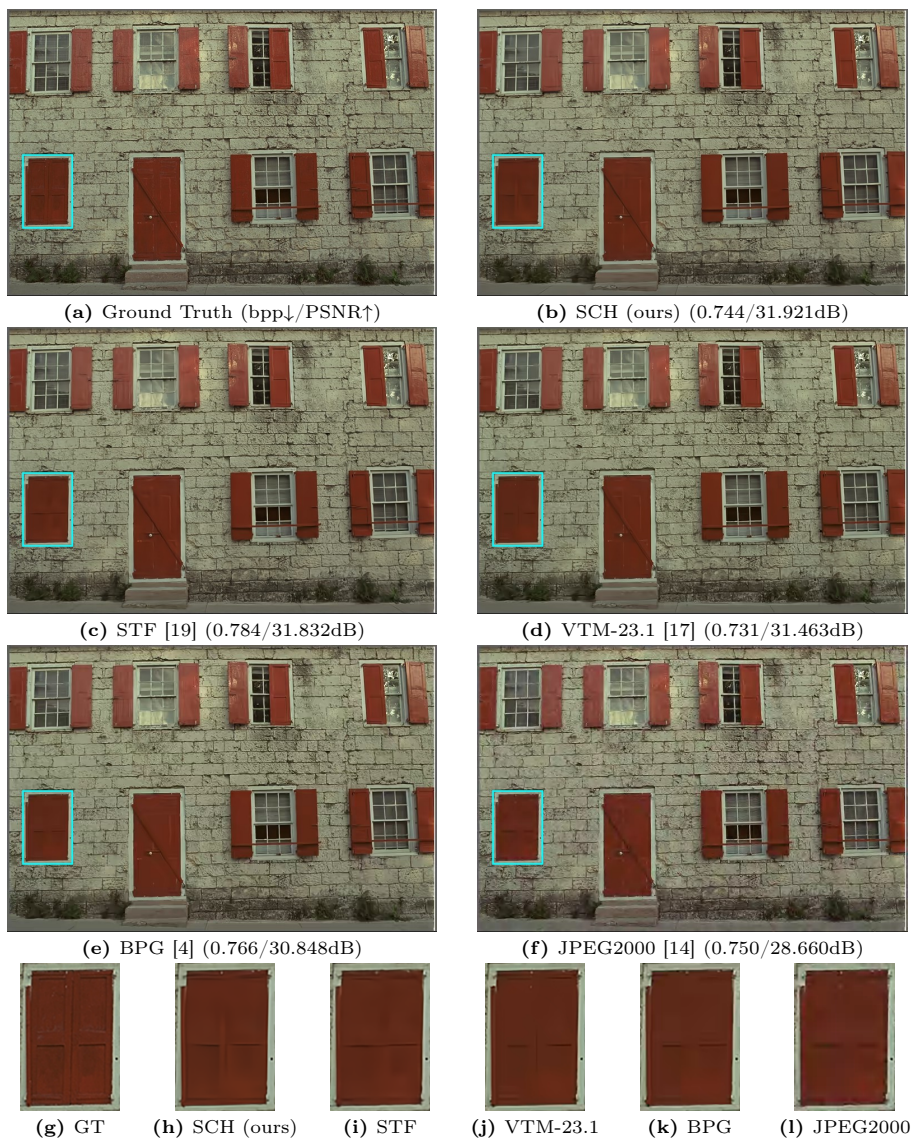 (a) Ground Truth (bpp↓/PSNR↑)
(b) SCH (ours) (0.744/31.921dB)
(c) STF [19] (0.784/31.832dB)
(d) VTM-23.1 [17] (0.731/31.463dB)
(e) BPG [4] (0.766/30.848dB)
(f) JPEG2000 [14] (0.750/28.660dB)
(g) GT
(h) SCH (ours)
(i) STF
(j) VTM-23.1
(k) BPG
(l) JPEG2000